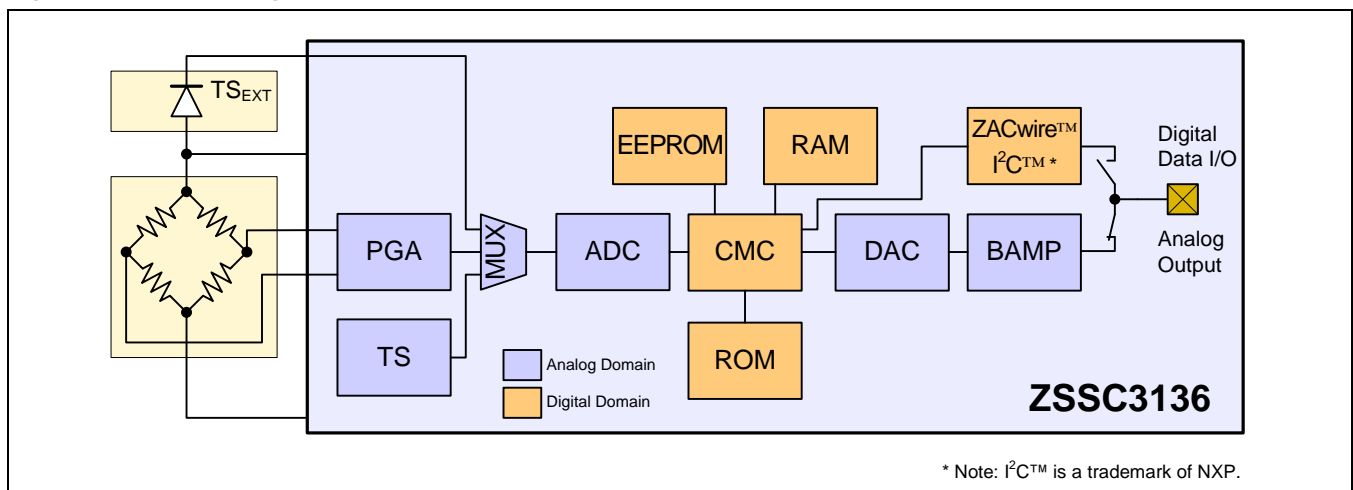 TSEXT
EEPROM
RAM
ZACwire™
I²C™ *
Digital
Data I/O
PGA
MUX
ADC
CMC
DAC
BAMP
Analog
Output
TS
ROM
Analog Domain
Digital Domain
ZSSC3136
* Note: I²C™ is a trademark of NXP.